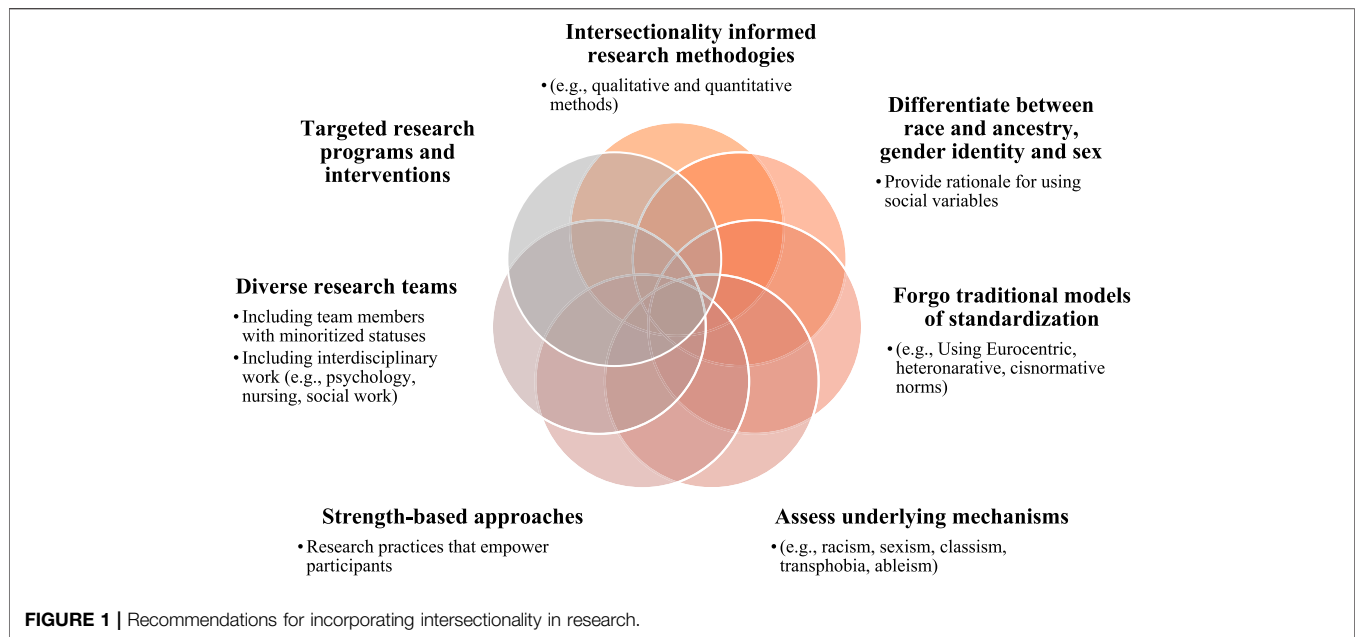 Intersectionality informed
research methodogies
• (e.g., qualitative and quantitative
methods)
Differentiate between
race and ancestry,
gender identity and sex
• Provide rationale for using
social variables
Forgo traditional models
of standardization
• (e.g., Using Eurocentric,
heteronarative, cisnormative
norms)
Assess underlying mechanisms
• (e.g., racism, sexism, classism,
transphobia, ableism)
Strength-based approaches
• Research practices that empower
participants
Diverse research teams
• Including team members
with minoritized statuses
• Including interdisciplinary
work (e.g., psychology,
nursing, social work)
Targeted research
programs and
interventions
FIGURE 1 | Recommendations for incorporating intersectionality in research.